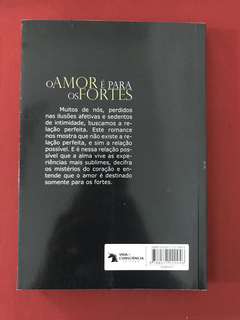 O AMOR É PARA
OS FORTES
Muitos de nós, perdidos
nas ilusões afetivas e sedentos
de intimidade, buscamos a re-
lação perfeita. Este romance
nos mostra que não existe a re-
lação perfeita, e sim a relação
possível. E é nessa relação pos-
sível que a alma vive as expe-
riências mais sublimes, decifra
os mistérios do coração e en-
tende que o amor é destinado
somente para os fortes.
VIDA &
CONSCIÊNCIA